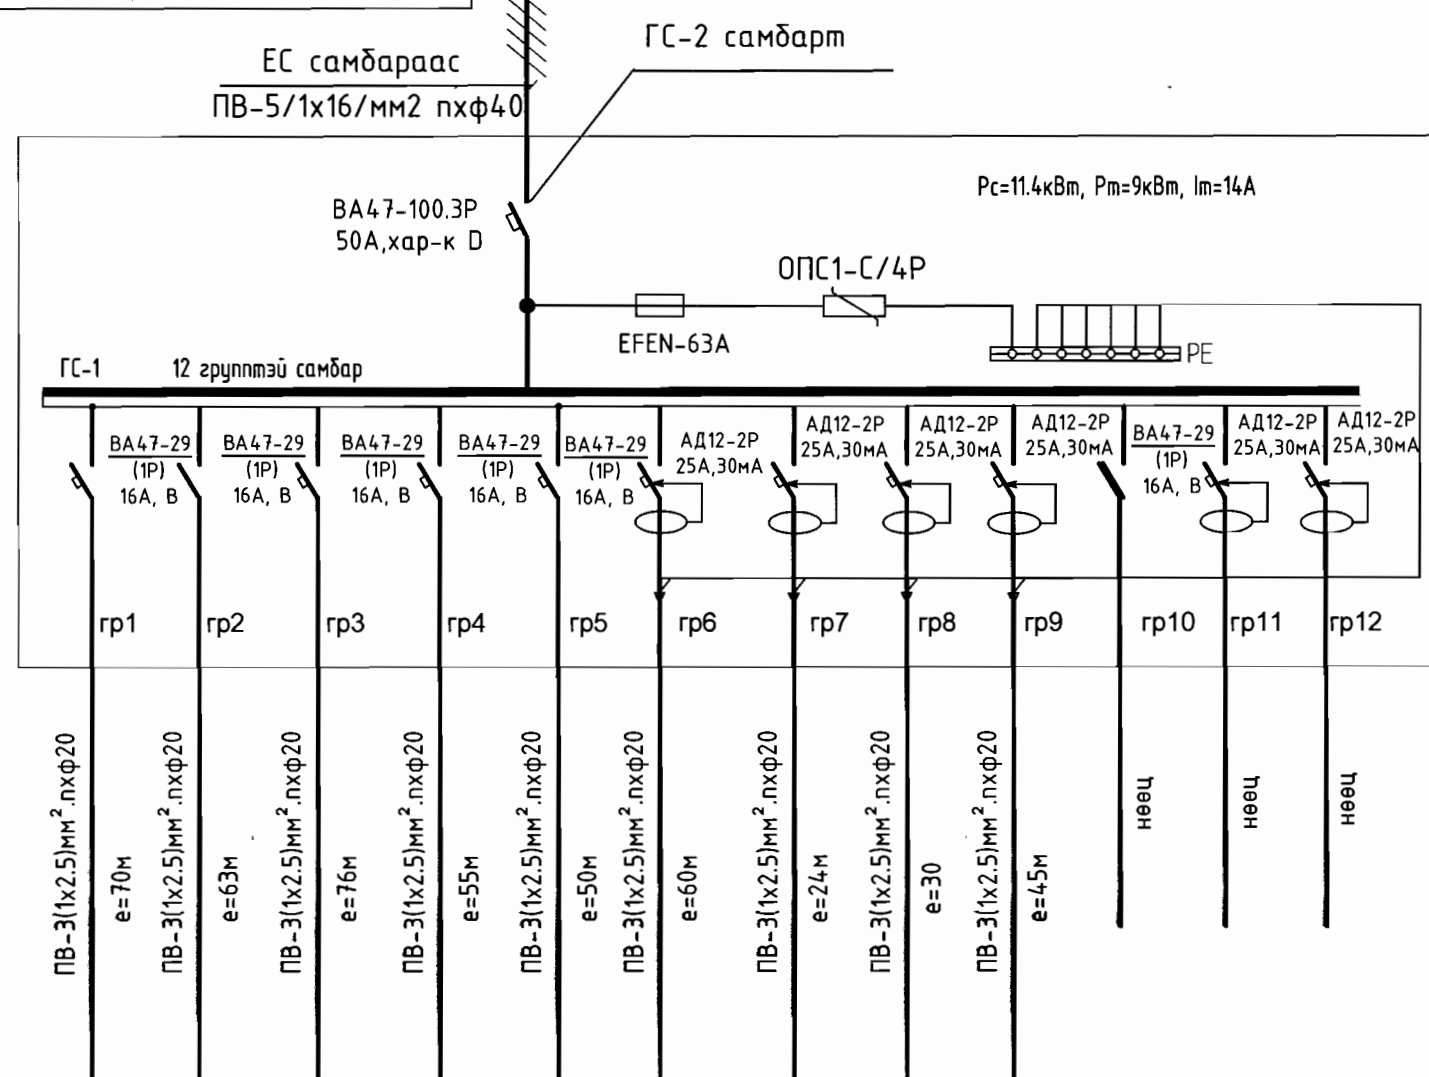 ГС-2 самбарт
ЕС самбараас
ПВ-5/1х16/мм2 пхф40
Рс=11.4кВт, Рт=9кВт, Iт=14А
ВА47-100.3Р
50А,хар-к D
ОПС1-С/4Р
EFEN-63А
РЕ
ГС-1
12 групптэй самбар
ВА47-29
(1Р)
16А, В
ВА47-29
(1Р)
16А, В
ВА47-29
(1Р)
16А, В
ВА47-29
(1Р)
16А, В
ВА47-29
(1Р)
16А, В
АД12-2Р
25А,30мА
АД12-2Р
25А,30мА
АД12-2Р
25А,30мА
АД12-2Р
25А,30мА
ВА47-29
(1Р)
16А, В
АД12-2Р
25А,30мА
АД12-2Р
25А,30мА
гр1
гр2
гр3
гр4
гр5
гр6
гр7
гр8
гр9
гр10
гр11
гр12
ПВ-3(1х2.5)мм².пхф20
е=70м
ПВ-3(1х2.5)мм².пхф20
е=63м
ПВ-3(1х2.5)мм².пхф20
е=76м
ПВ-3(1х2.5)мм².пхф20
е=55м
ПВ-3(1х2.5)мм².пхф20
е=50м
ПВ-3(1х2.5)мм².пхф20
е=60м
ПВ-3(1х2.5)мм².пхф20
е=24м
ПВ-3(1х2.5)мм².пхф20
е=30
ПВ-3(1х2.5)мм².пхф20
е=45м
нөөц
нөөц
нөөц